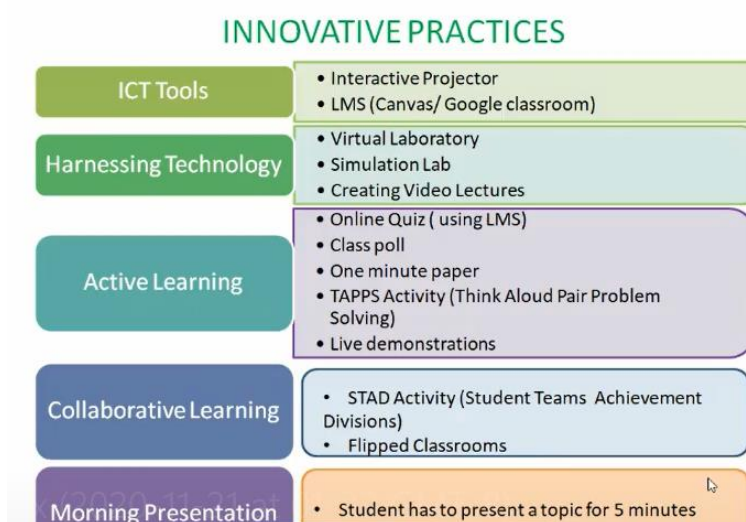 INNOVATIVE PRACTICES
ICT Tools
• Interactive Projector
• LMS (Canvas/ Google classroom)
Harnessing Technology
• Virtual Laboratory
• Simulation Lab
• Creating Video Lectures
Active Learning
• Online Quiz ( using LMS)
• Class poll
• One minute paper
• TAPPS Activity (Think Aloud Pair Problem
Solving)
• Live demonstrations
Collaborative Learning
• STAD Activity (Student Teams Achievement
Divisions)
• Flipped Classrooms
Morning Presentation
• Student has to present a topic for 5 minutes